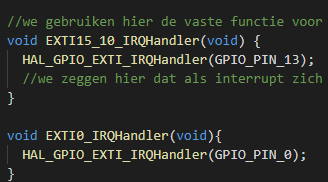 //we gebruiken hier de vaste functie voor
void EXTI15_10_IRQHandler(void) {
HAL_GPIO_EXTI_IRQHandler(GPIO_PIN_13);
//we zeggen hier dat als interrupt zich
}
void EXTI0_IRQHandler(void){
HAL_GPIO_EXTI_IRQHandler(GPIO_PIN_0);
}